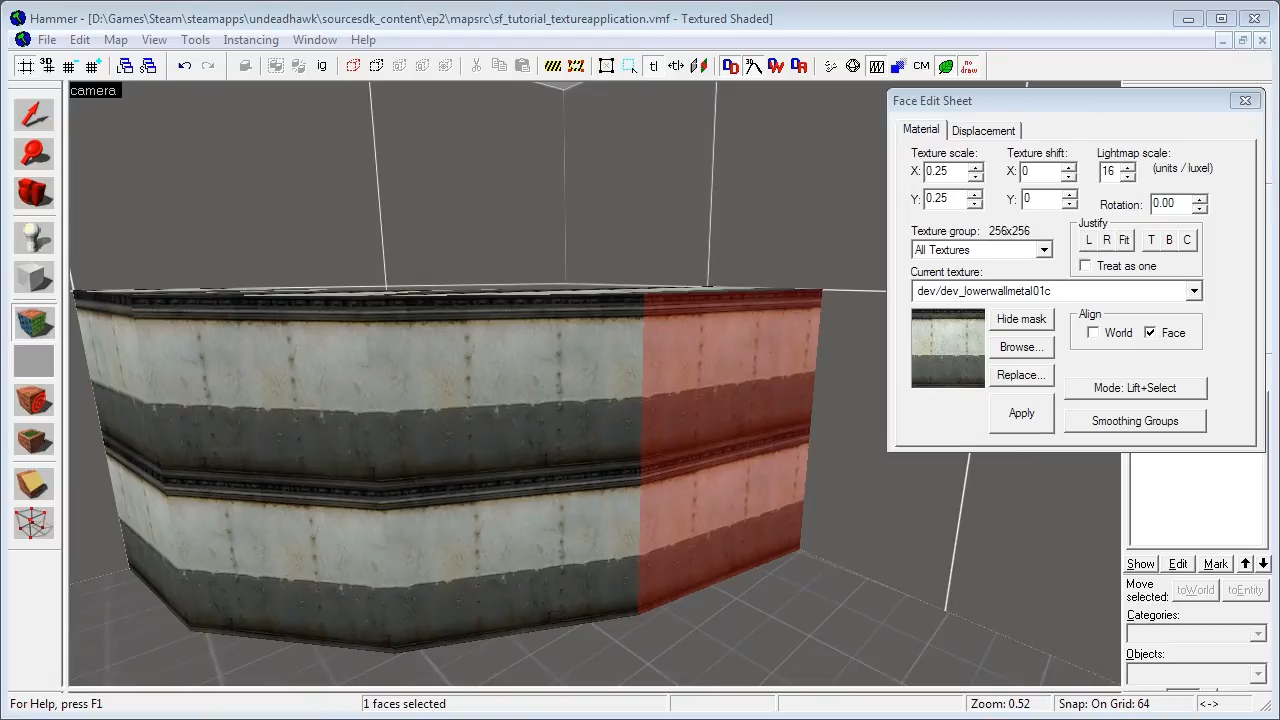 Hammer - [D:\Games\Steam\steamapps\undeadhawk\sourcesdk_content\ep2\mapsrc\sf_tutorial_textureapplication.vmf - Textured Shaded]
File Edit Map View Tools Instancing Window Help
3D ig tl CM no draw
camera
Face Edit Sheet
Material Displacement
Texture scale: Texture shift: Lightmap scale:
X: 0.25 X: 0 16 (units / luxel)
Y: 0.25 Y: 0 Rotation: 0.00
Texture group: 256x256 Justify
L R Fit T B C
All Textures
Treat as one
Current texture:
dev/dev_lowerwallmetal01c
Hide mask Align
World Face
Browse...
Replace...
Mode: Lift+Select
Apply
Smoothing Groups
Show Edit Mark
Move selected: toWorld toEntity
Categories:
Objects:
For Help, press F1 1 faces selected Zoom: 0.52 Snap: On Grid: 64 <->